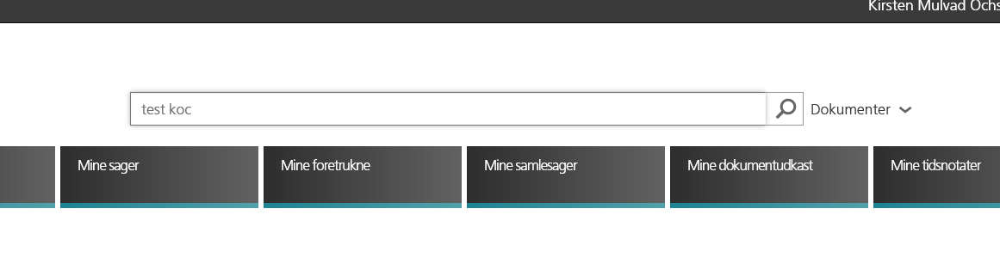 Kirsten Mulvad Ochs
test koc
Dokumenter
Mine sager
Mine foretrukne
Mine samlesager
Mine dokumentudkast
Mine tidsnotater